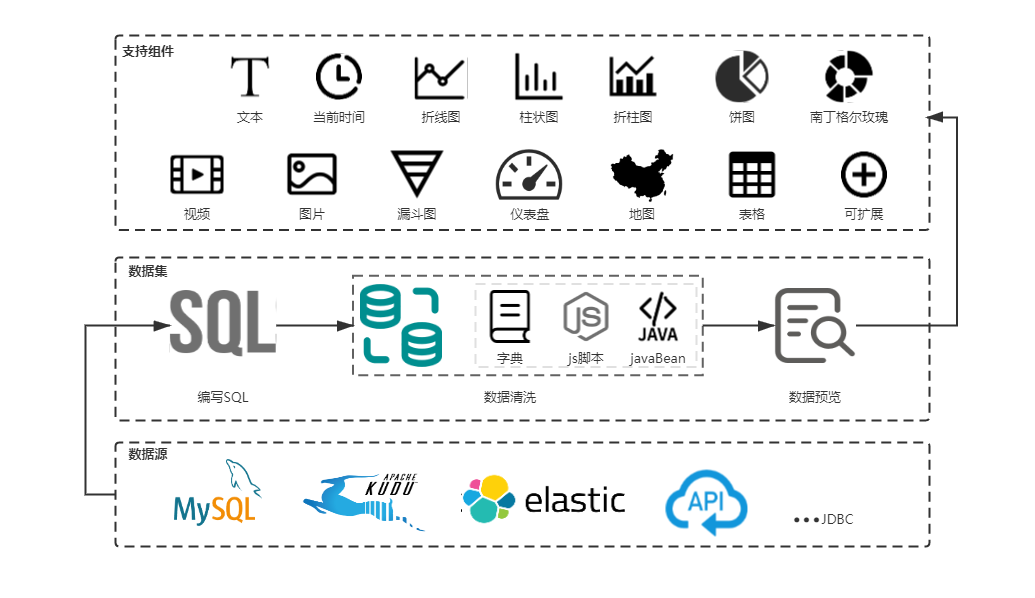 支持组件
T
文本
当前时间
折线图
柱状图
折柱图
饼图
南丁格尔玫瑰
视频
图片
漏斗图
仪表盘
地图
表格
可扩展
数据集
SQL
JS
JAVA
字典
js脚本
javaBean
编写SQL
数据清洗
数据预览
数据源
MySQL
APACHE
KUDU
elastic
API
●●●JDBC